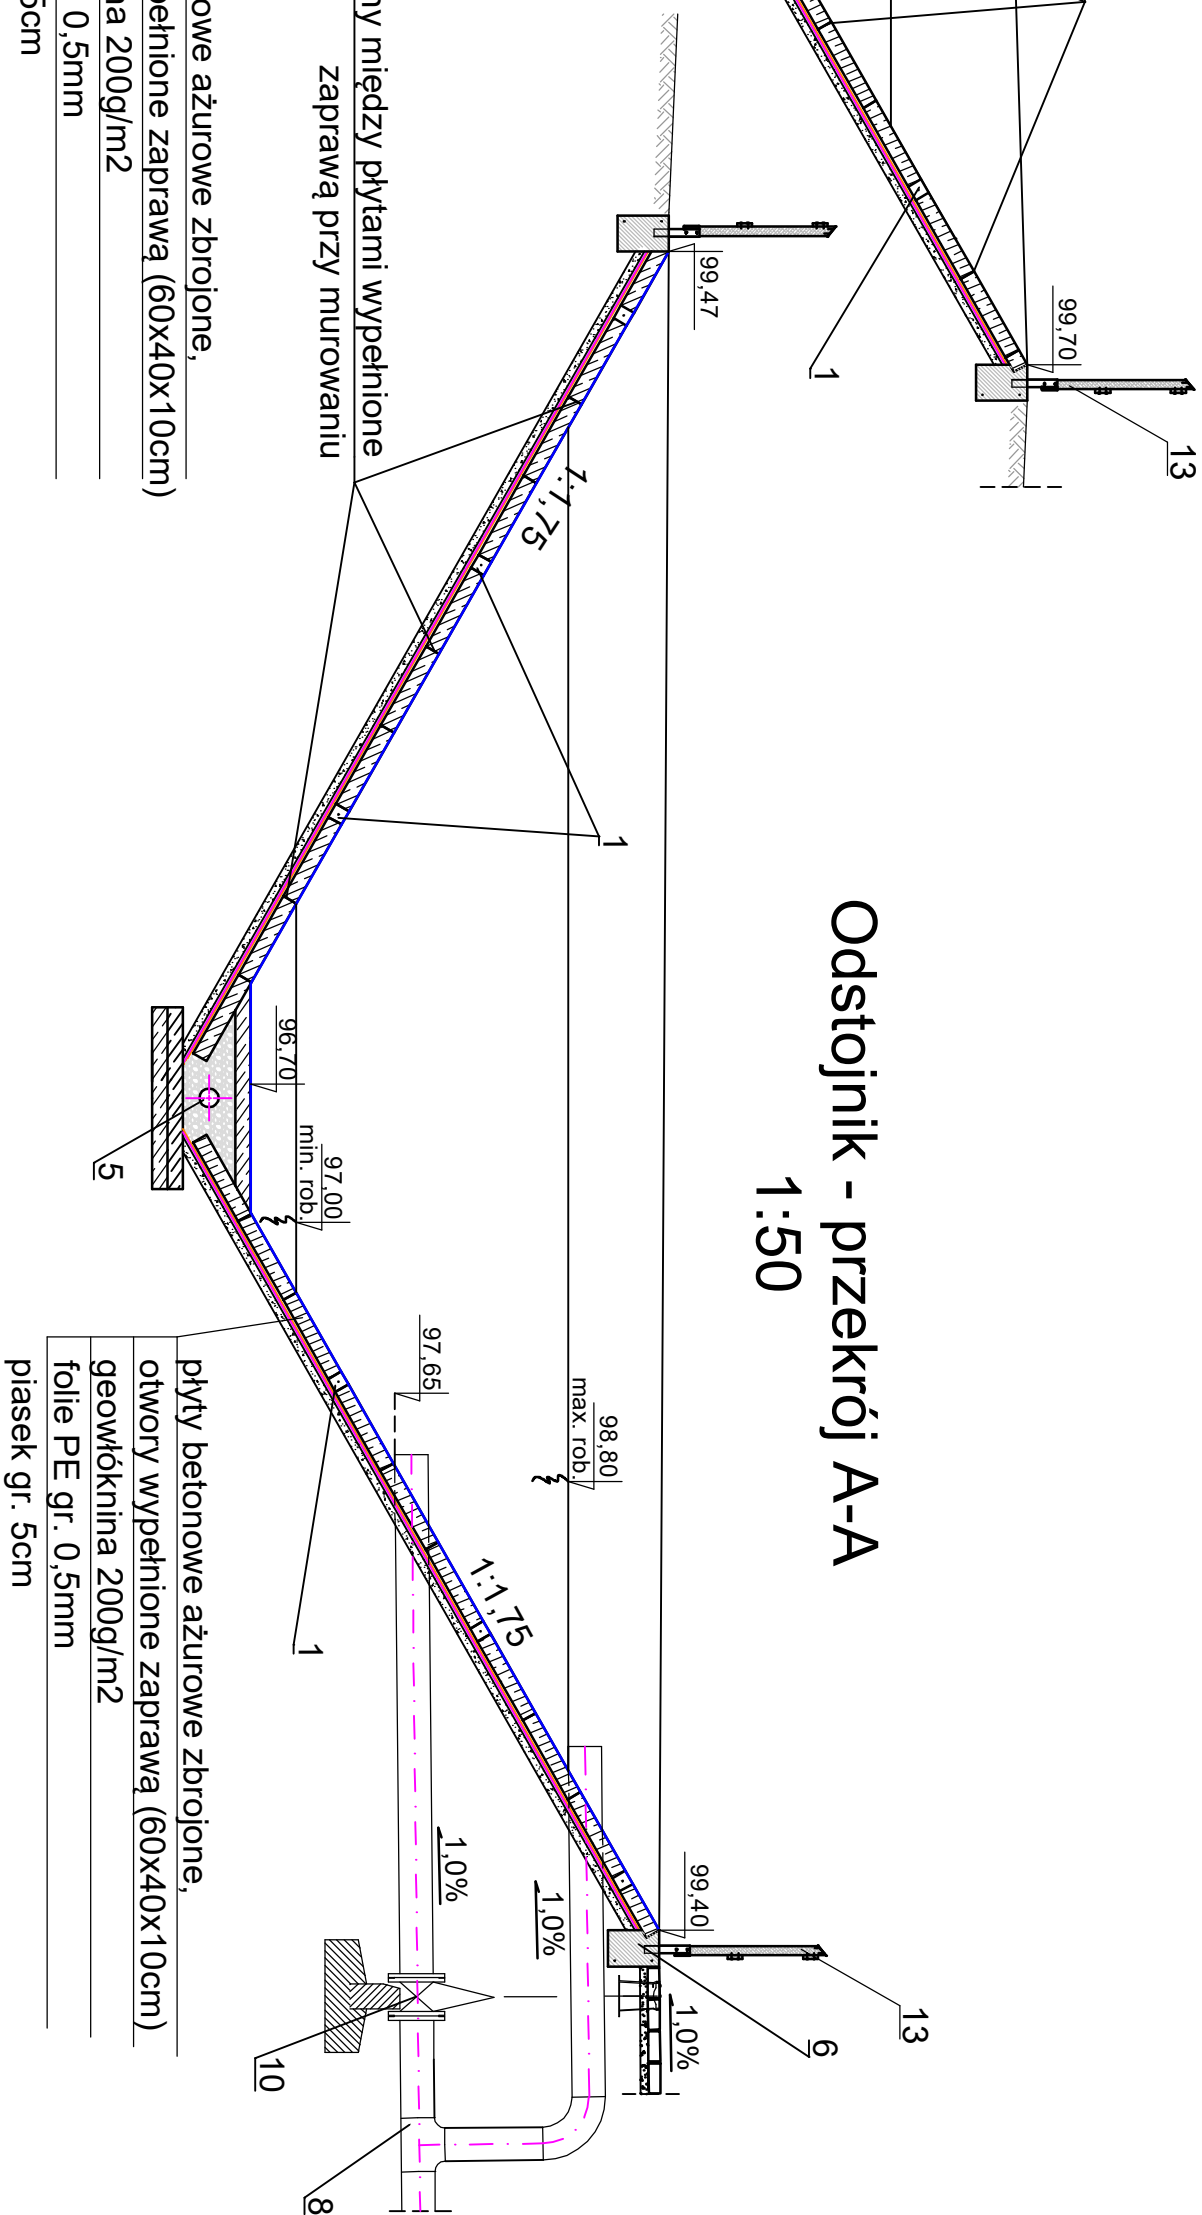 Odstojnik - przekrój A-A
1:50
99,70
13
1
99,47
ny między płytami wypełnione
zaprawą przy murowaniu
1:1,75
1
owe ażurowe zbrojone,
pełnione zaprawą (60x40x10cm)
na 200g/m2
0,5mm
5cm
96,70
97,00
min. rob.
5
97,65
98,80
max. rob.
1:1,75
1
płyty betonowe ażurowe zbrojone,
otwory wypełnione zaprawą (60x40x10cm)
geowłóknina 200g/m2
folie PE gr. 0,5mm
piasek gr. 5cm
99,40
13
6
1,0%
1,0%
1,0%
10
8